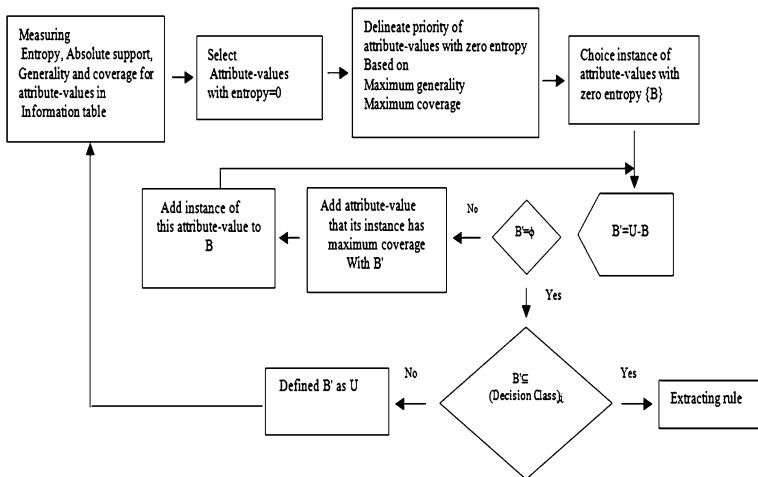 Measuring
Entropy, Absolute support,
Generality and coverage for
attribute-values in
Information table
Select
Attribute-values
with entropy=0
Delineate priority of
attribute-values with zero entropy
Based on
Maximum generality
Maximum coverage
Choice instance of
attribute-values with
zero entropy {B}
Add instance of
this attribute-value to
B
Add attribute-value
that its instance has
maximum coverage
With B'
No
B'=ϕ
B'=U-B
Yes
Defined B' as U
No
B'⊆
(Decision Class)i
Yes
Extracting rule